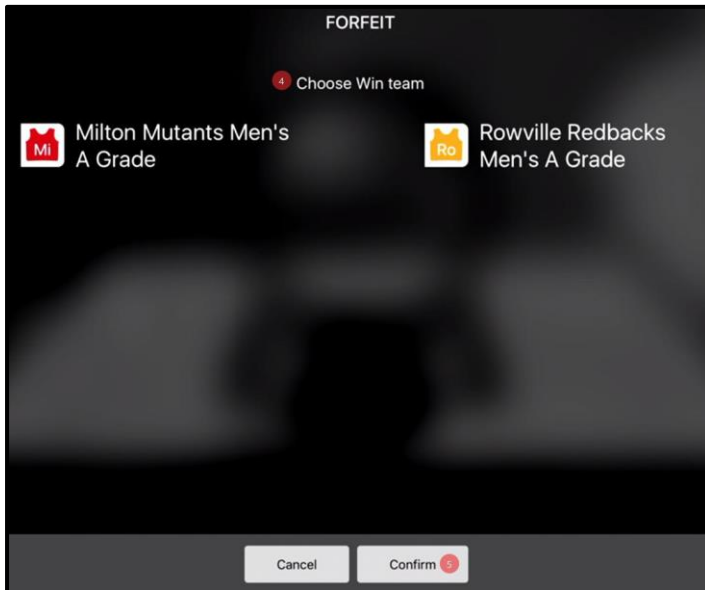 FORFEIT
4 Choose Win team
Mi Milton Mutants Men's
A Grade
Ro Rowville Redbacks
Men's A Grade
Cancel
Confirm 5